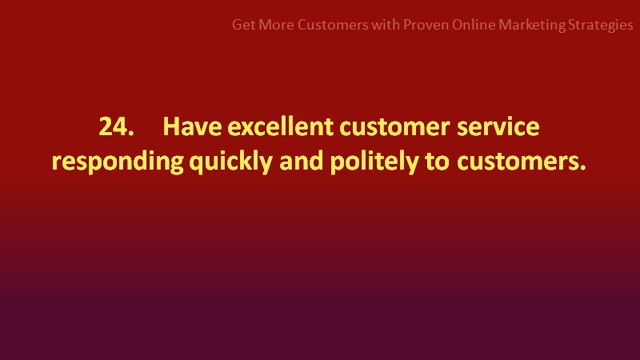 Get More Customers with Proven Online Marketing Strategies
24. Have excellent customer service
responding quickly and politely to customers.